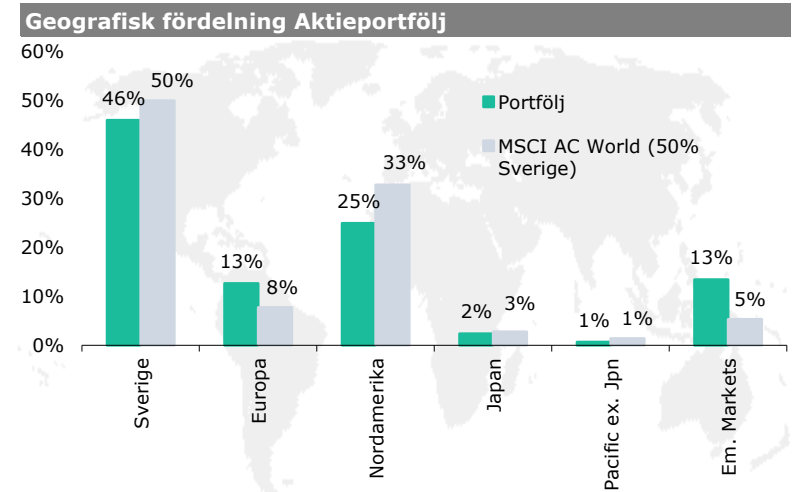 Geografisk fördelning Aktieportfölj
60%
50%
40%
30%
20%
10%
0%
46%
50%
13%
8%
25%
33%
2%
3%
1%
1%
13%
5%
Portfölj
MSCI AC World (50%
Sverige)
Sverige
Europa
Nordamerika
Japan
Pacific ex. Jpn
Em. Markets